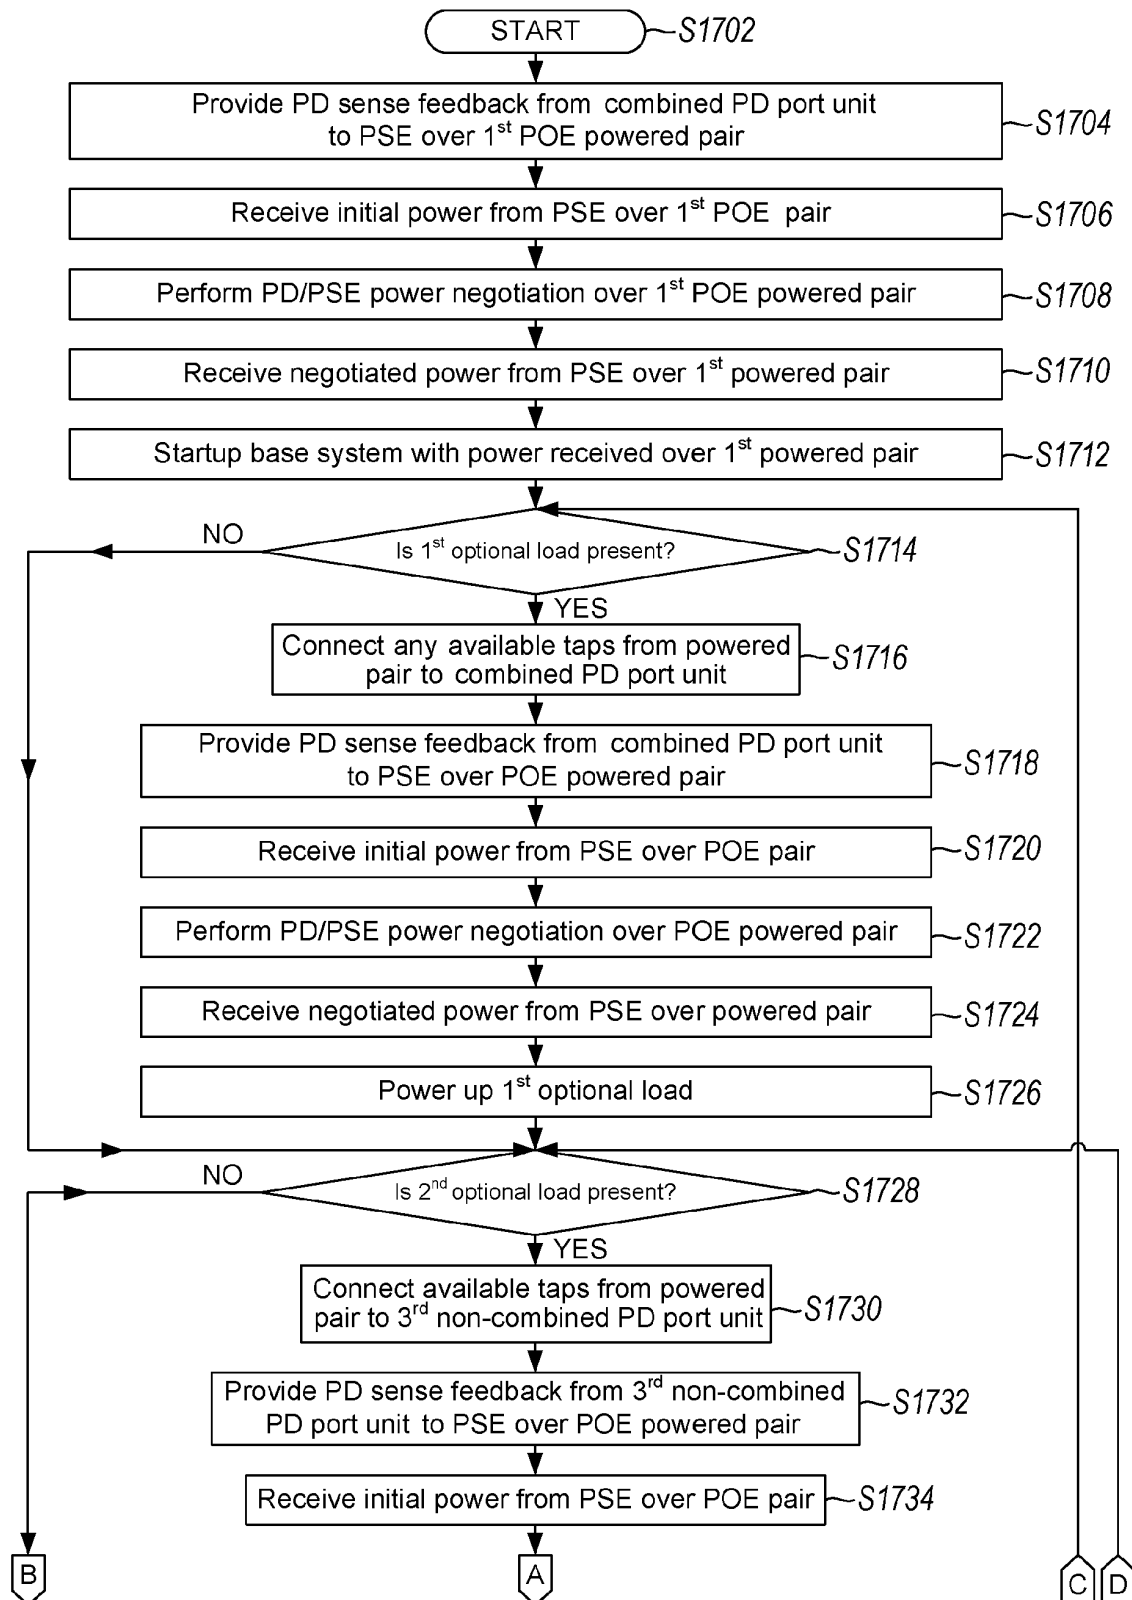 START
S1702
Provide PD sense feedback from combined PD port unit
to PSE over 1st POE powered pair
S1704
Receive initial power from PSE over 1st POE pair
S1706
Perform PD/PSE power negotiation over 1st POE powered pair
S1708
Receive negotiated power from PSE over 1st powered pair
S1710
Startup base system with power received over 1st powered pair
S1712
NO
Is 1st optional load present?
S1714
YES
Connect any available taps from powered
pair to combined PD port unit
S1716
Provide PD sense feedback from combined PD port unit
to PSE over POE powered pair
S1718
Receive initial power from PSE over POE pair
S1720
Perform PD/PSE power negotiation over POE powered pair
S1722
Receive negotiated power from PSE over powered pair
S1724
Power up 1st optional load
S1726
NO
Is 2nd optional load present?
S1728
YES
Connect available taps from powered
pair to 3rd non-combined PD port unit
S1730
Provide PD sense feedback from 3rd non-combined
PD port unit to PSE over POE powered pair
S1732
Receive initial power from PSE over POE pair
S1734
B
A
C
D